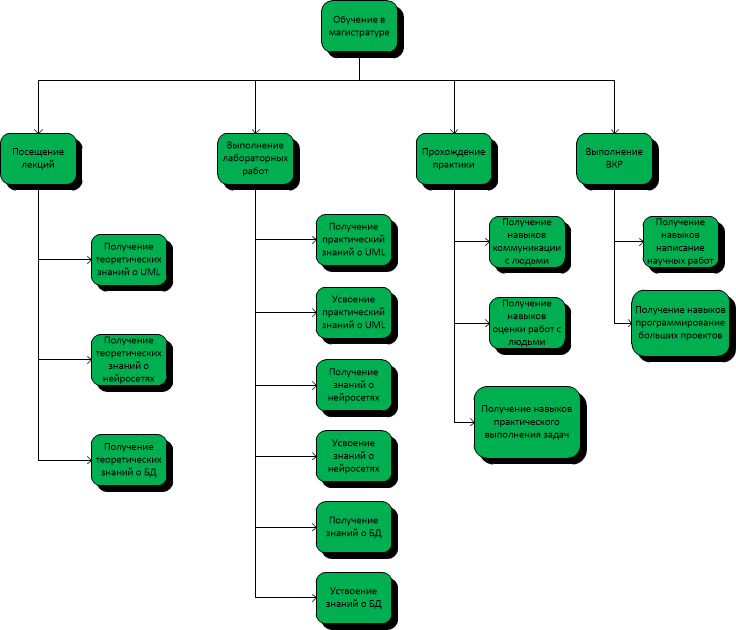 Обучение в
магистратуре
Посещение
лекций
Выполнение
лабораторных
работ
Прохождение
практики
Выполнение
ВКР
Получение
теоретических
знаний о UML
Получение
теоретических
знаний о
нейросетях
Получение
теоретических
знаний о БД
Получение
практический
знаний о UML
Усвоение
практический
знаний о UML
Получение
знаний о
нейросетях
Усвоение
знаний о
нейросетях
Получение
знаний о БД
Уствоение
знаний о БД
Получение
навыков
коммуникации
с людьми
Получение
навыков
оценки работ с
людьми
Получение навыков
практического
выполнения задач
Получение
навыков
написание
научных работ
Получение навыков
программирование
больших проектов